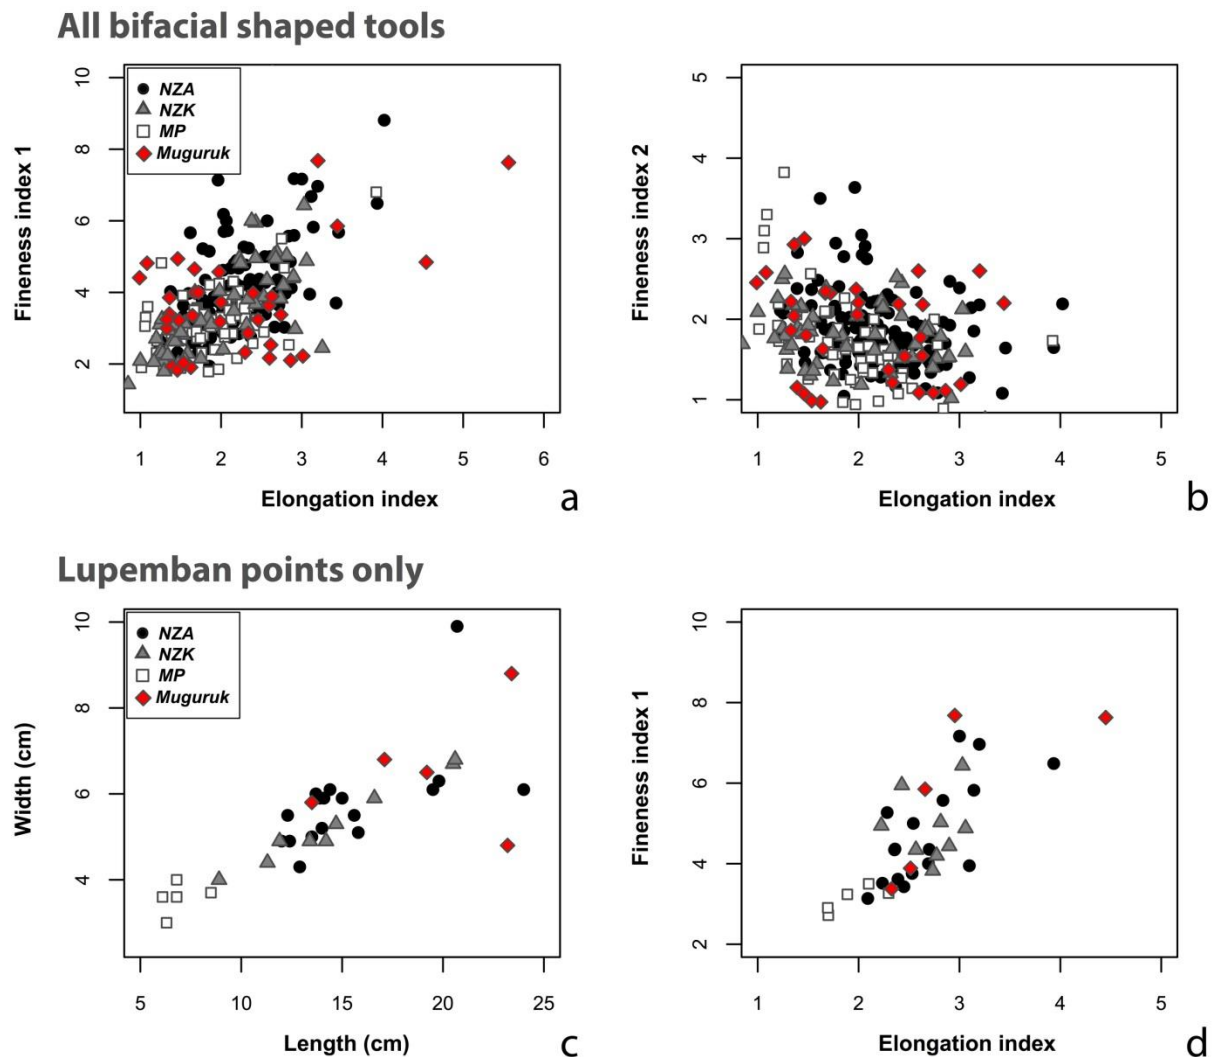 All bifacial shaped tools
10
8
6
4
2
Fineness index 1
NZA
NZK
MP
Muguruk
1 2 3 4 5 6
Elongation index
a
5
4
3
2
1
Fineness index 2
1 2 3 4 5
Elongation index
b
Lupemban points only
10
8
6
4
Width (cm)
NZA
NZK
MP
Muguruk
5 10 15 20 25
Length (cm)
c
10
8
6
4
2
Fineness index 1
1 2 3 4 5
Elongation index
d